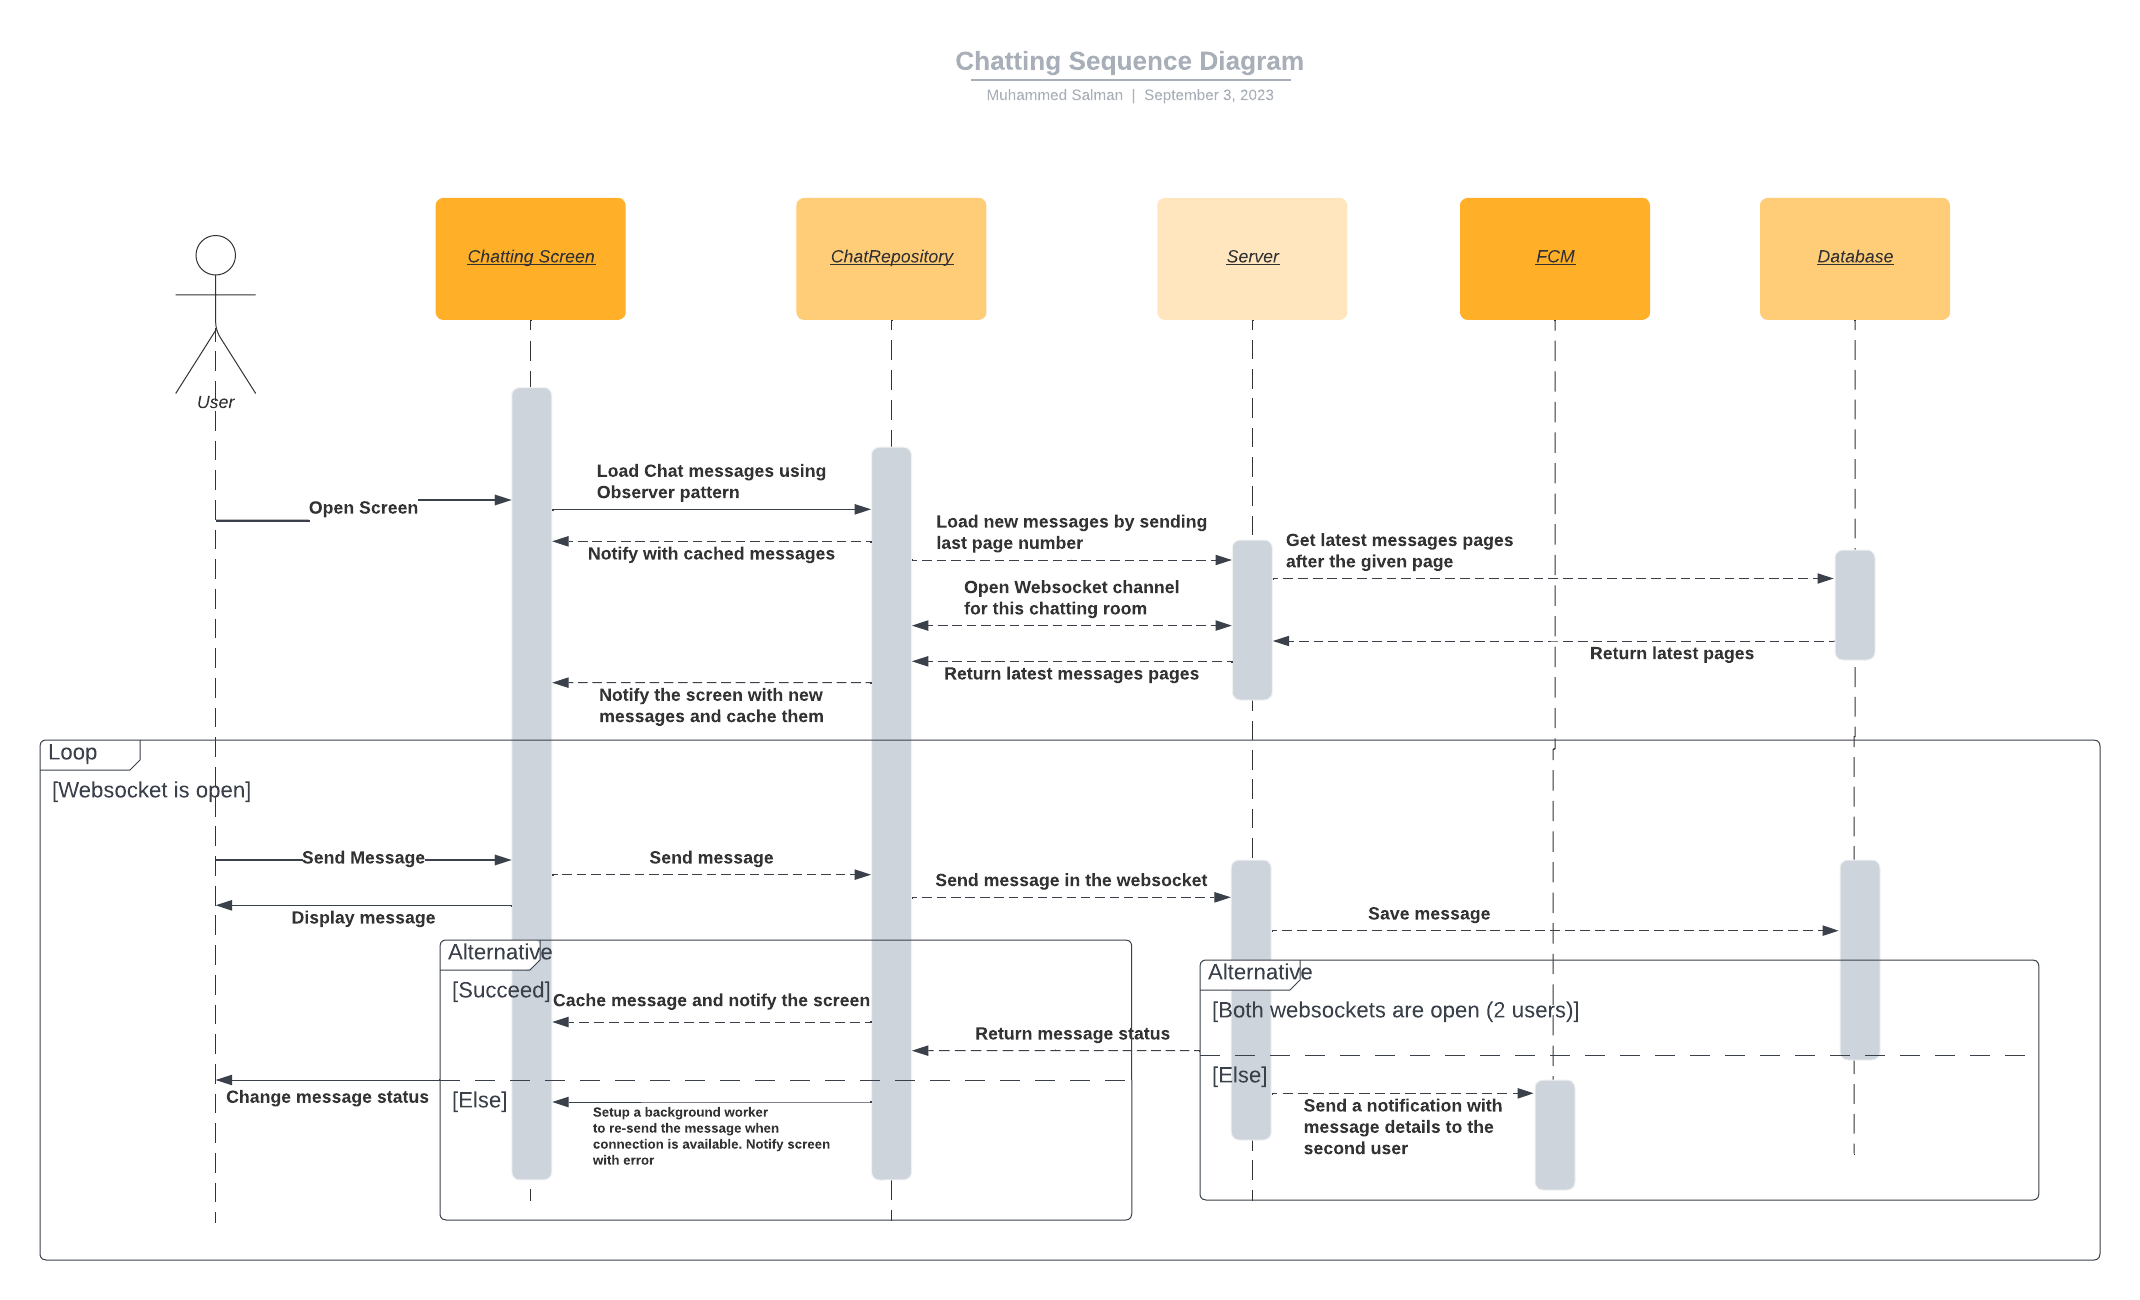 Chatting Sequence Diagram
Muhammed Salman | September 3, 2023
Chatting Screen
ChatRepository
Server
FCM
Database
User
Open Screen
Load Chat messages using
Observer pattern
Notify with cached messages
Load new messages by sending
last page number
Get latest messages pages
after the given page
Open Websocket channel
for this chatting room
Return latest pages
Return latest messages pages
Notify the screen with new
messages and cache them
Loop
[Websocket is open]
Send Message
Send message
Send message in the websocket
Save message
Display message
Alternative
[Succeed]
Cache message and notify the screen
Alternative
[Both websockets are open (2 users)]
Return message status
Change message status
[Else]
Setup a background worker
to re-send the message when
connection is available. Notify screen
with error
[Else]
Send a notification with
message details to the
second user